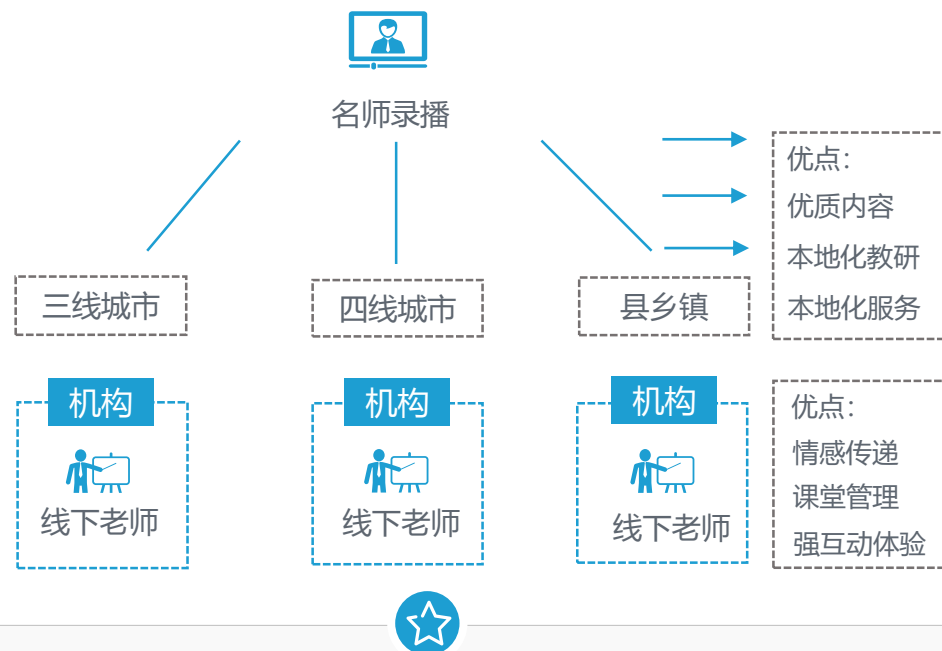 名师录播
优点：
优质内容
本地化教研
本地化服务
三线城市
四线城市
县乡镇
机构
机构
机构
线下老师
线下老师
线下老师
优点：
情感传递
课堂管理
强互动体验